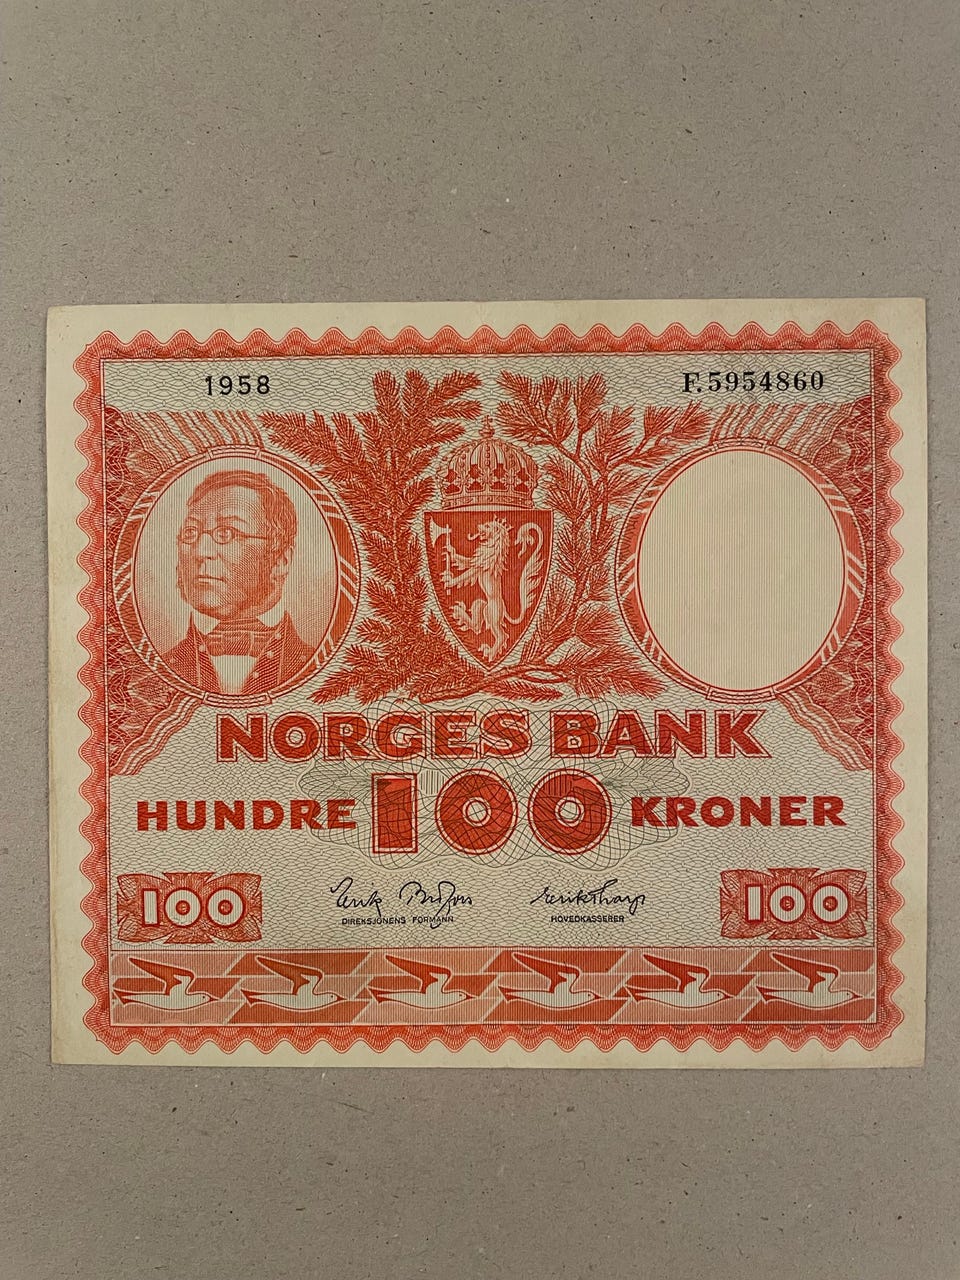 1958 F.5954860
NORGES BANK
HUNDRE 100 KRONER
100 100
DIREKSJONENS FORMANN HOVEDKASSERER